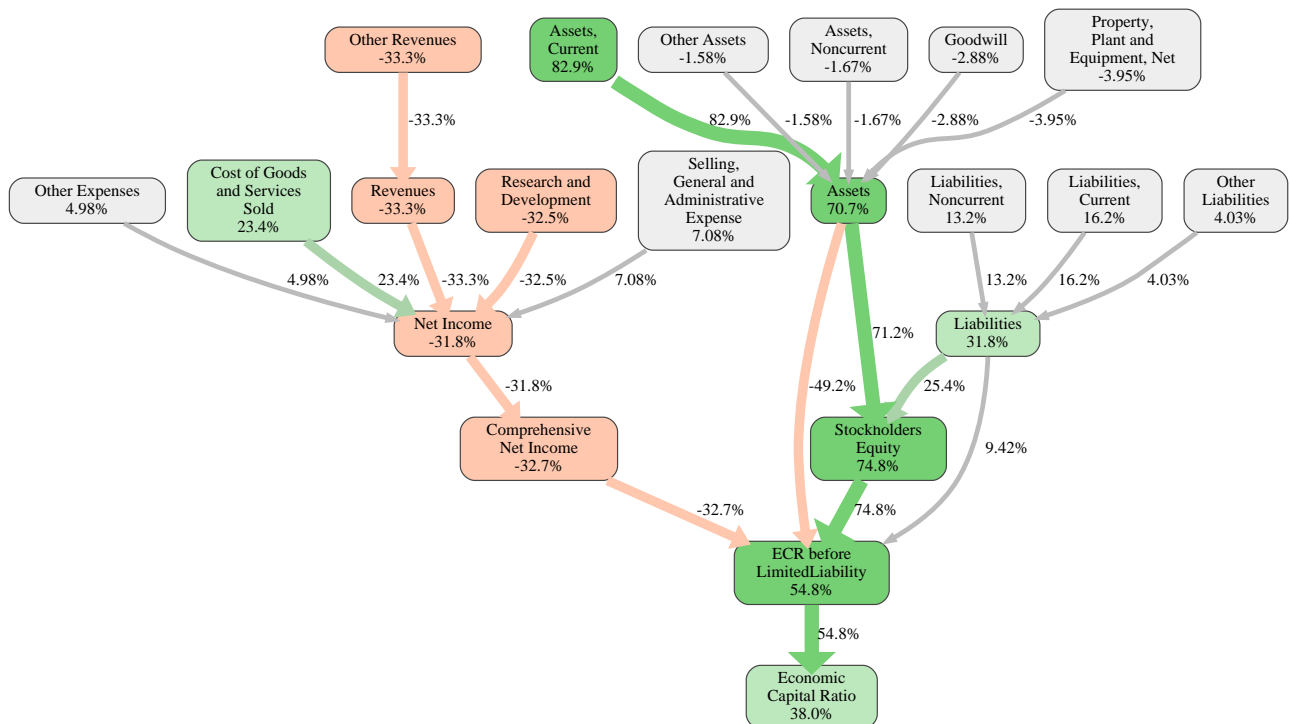 Other Revenues
-33.3%
Assets,
Current
82.9%
Other Assets
-1.58%
Assets,
Noncurrent
-1.67%
Goodwill
-2.88%
Property,
Plant and
Equipment, Net
-3.95%
-33.3%
82.9%
-1.58%
-1.67%
-2.88%
-3.95%
Other Expenses
4.98%
Cost of Goods
and Services
Sold
23.4%
Revenues
-33.3%
Research and
Development
-32.5%
Selling,
General and
Administrative
Expense
7.08%
Assets
70.7%
Liabilities,
Noncurrent
13.2%
Liabilities,
Current
16.2%
Other
Liabilities
4.03%
4.98%
23.4%
-33.3%
-32.5%
7.08%
13.2%
16.2%
4.03%
Net Income
-31.8%
71.2%
Liabilities
31.8%
-31.8%
-49.2%
25.4%
Comprehensive
Net Income
-32.7%
Stockholders
Equity
74.8%
9.42%
-32.7%
74.8%
ECR before
LimitedLiability
54.8%
54.8%
Economic
Capital Ratio
38.0%